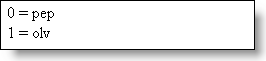 0 = pep
1 = olv